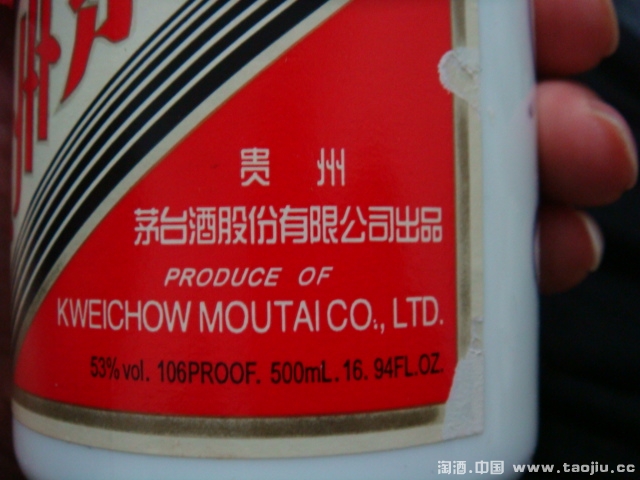 贵州
茅台酒股份有限公司出品
PRODUCE OF
KWEICHOW MOUTAI CO., LTD.
53% vol. 106PROOF. 500mL. 16. 94FL.OZ.
淘酒.中国 www.taojiu.cc